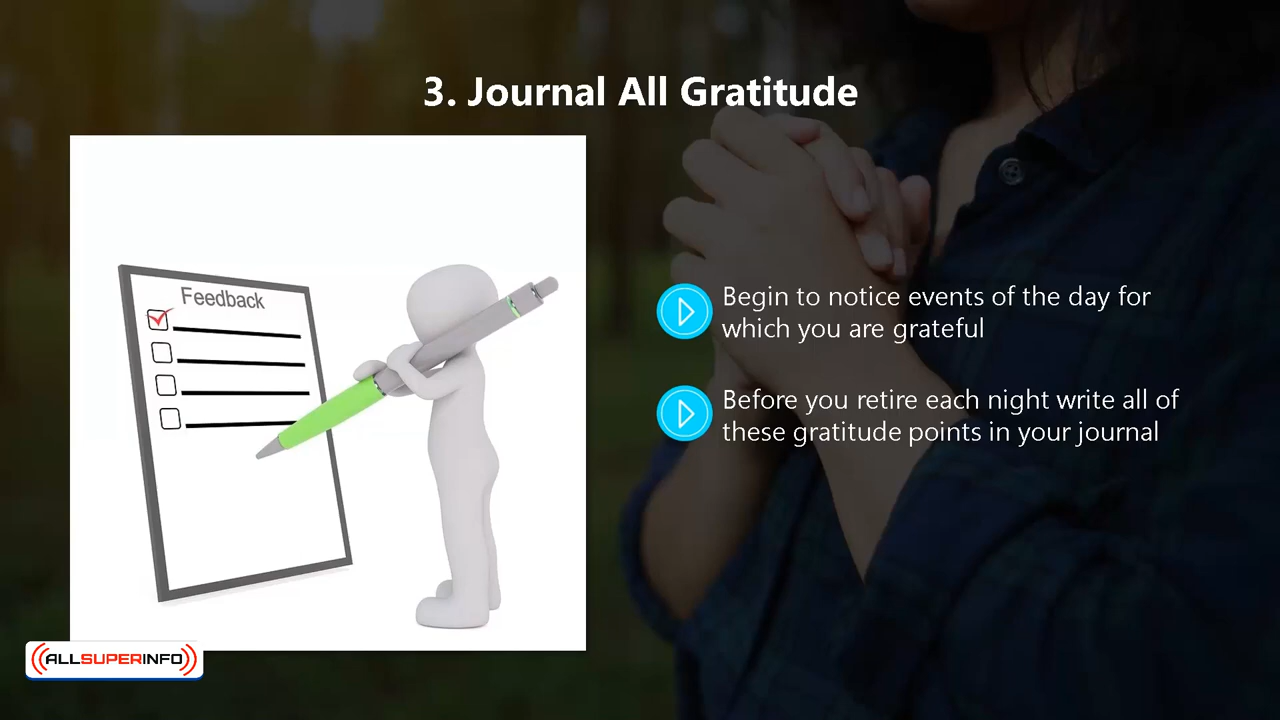 3. Journal All Gratitude
Feedback
Begin to notice events of the day for
which you are grateful
Before you retire each night write all of
these gratitude points in your journal
ALLSUPERINFO